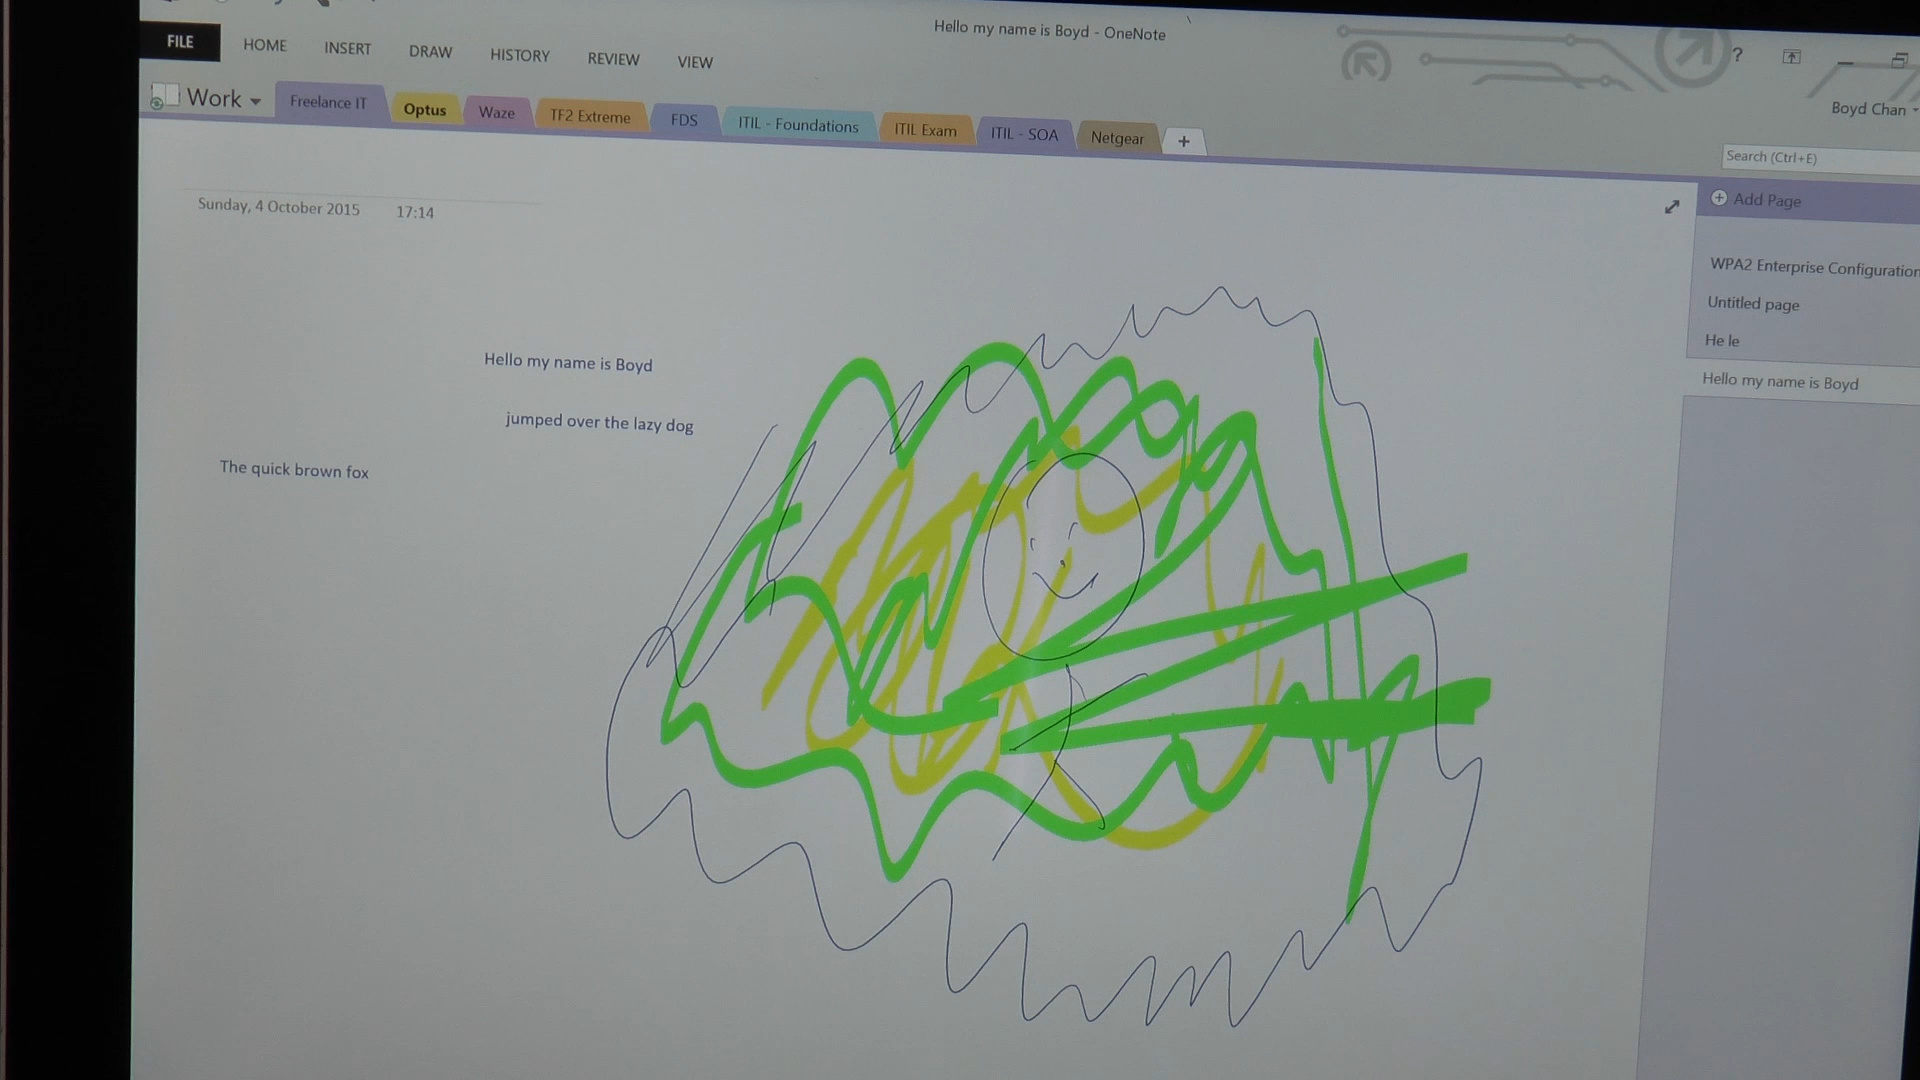 Hello my name is Boyd - OneNote
?
FILE HOME INSERT DRAW HISTORY REVIEW VIEW
Boyd Chan
Work Freelance IT Optus Waze TF2 Extreme FDS ITIL - Foundations ITIL Exam ITIL - SOA Netgear +
Search (Ctrl+E)
Sunday, 4 October 2015 17:14
Add Page
WPA2 Enterprise Configuration
Untitled page
He le
Hello my name is Boyd
Hello my name is Boyd
jumped over the lazy dog
The quick brown fox